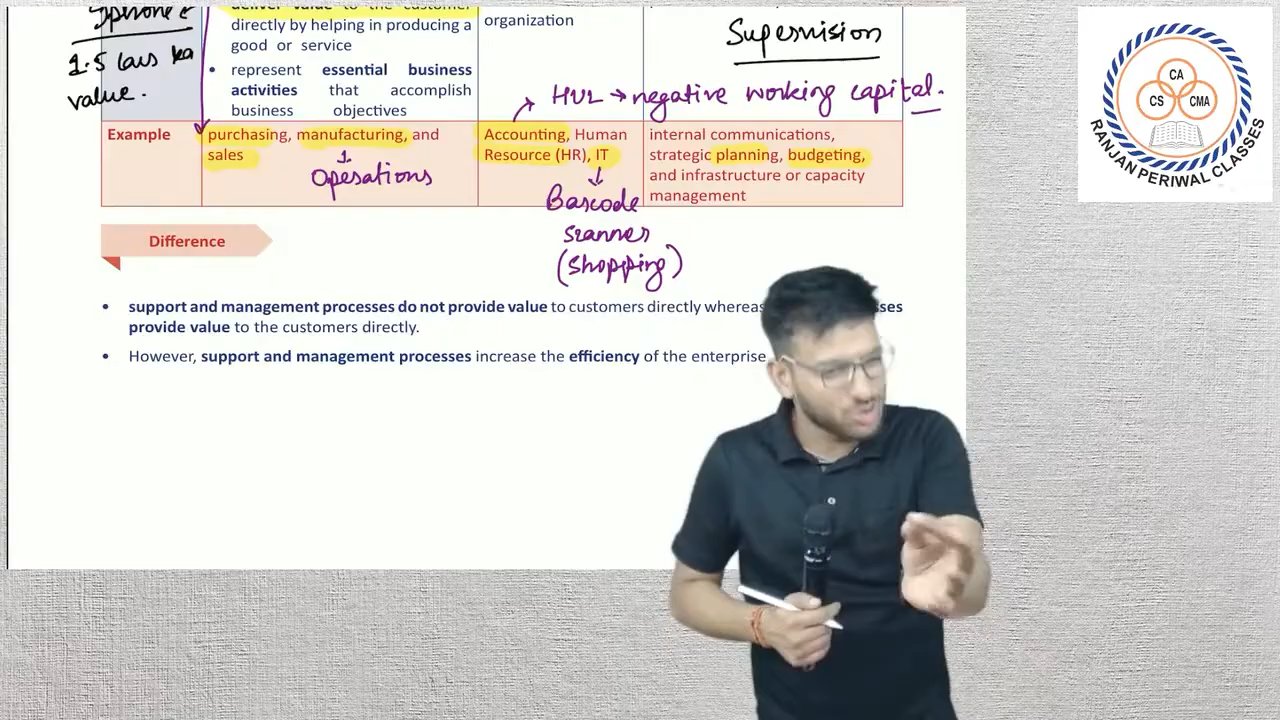 Iphone
1.5 lacs ka
value.
deliver value to the customer
directly by helping in producing a
good or service
• represent essential business
activities that accomplish
business objectives
organization
Supervision
HUL → negative working capital.
Example
purchasing, manufacturing, and
sales
Operations
Accounting, Human
Resource (HR), IT
Barcode
scanner
(Shopping)
internal communications,
strategic planning, budgeting,
and infrastructure or capacity
management
Difference
• support and management processes do not provide value to customers directly whereas
provide value to the customers directly.
• However, support and management processes increase the efficiency of the enterprise
CA
CS
CMA
RANJAN PERIWAL CLASSES